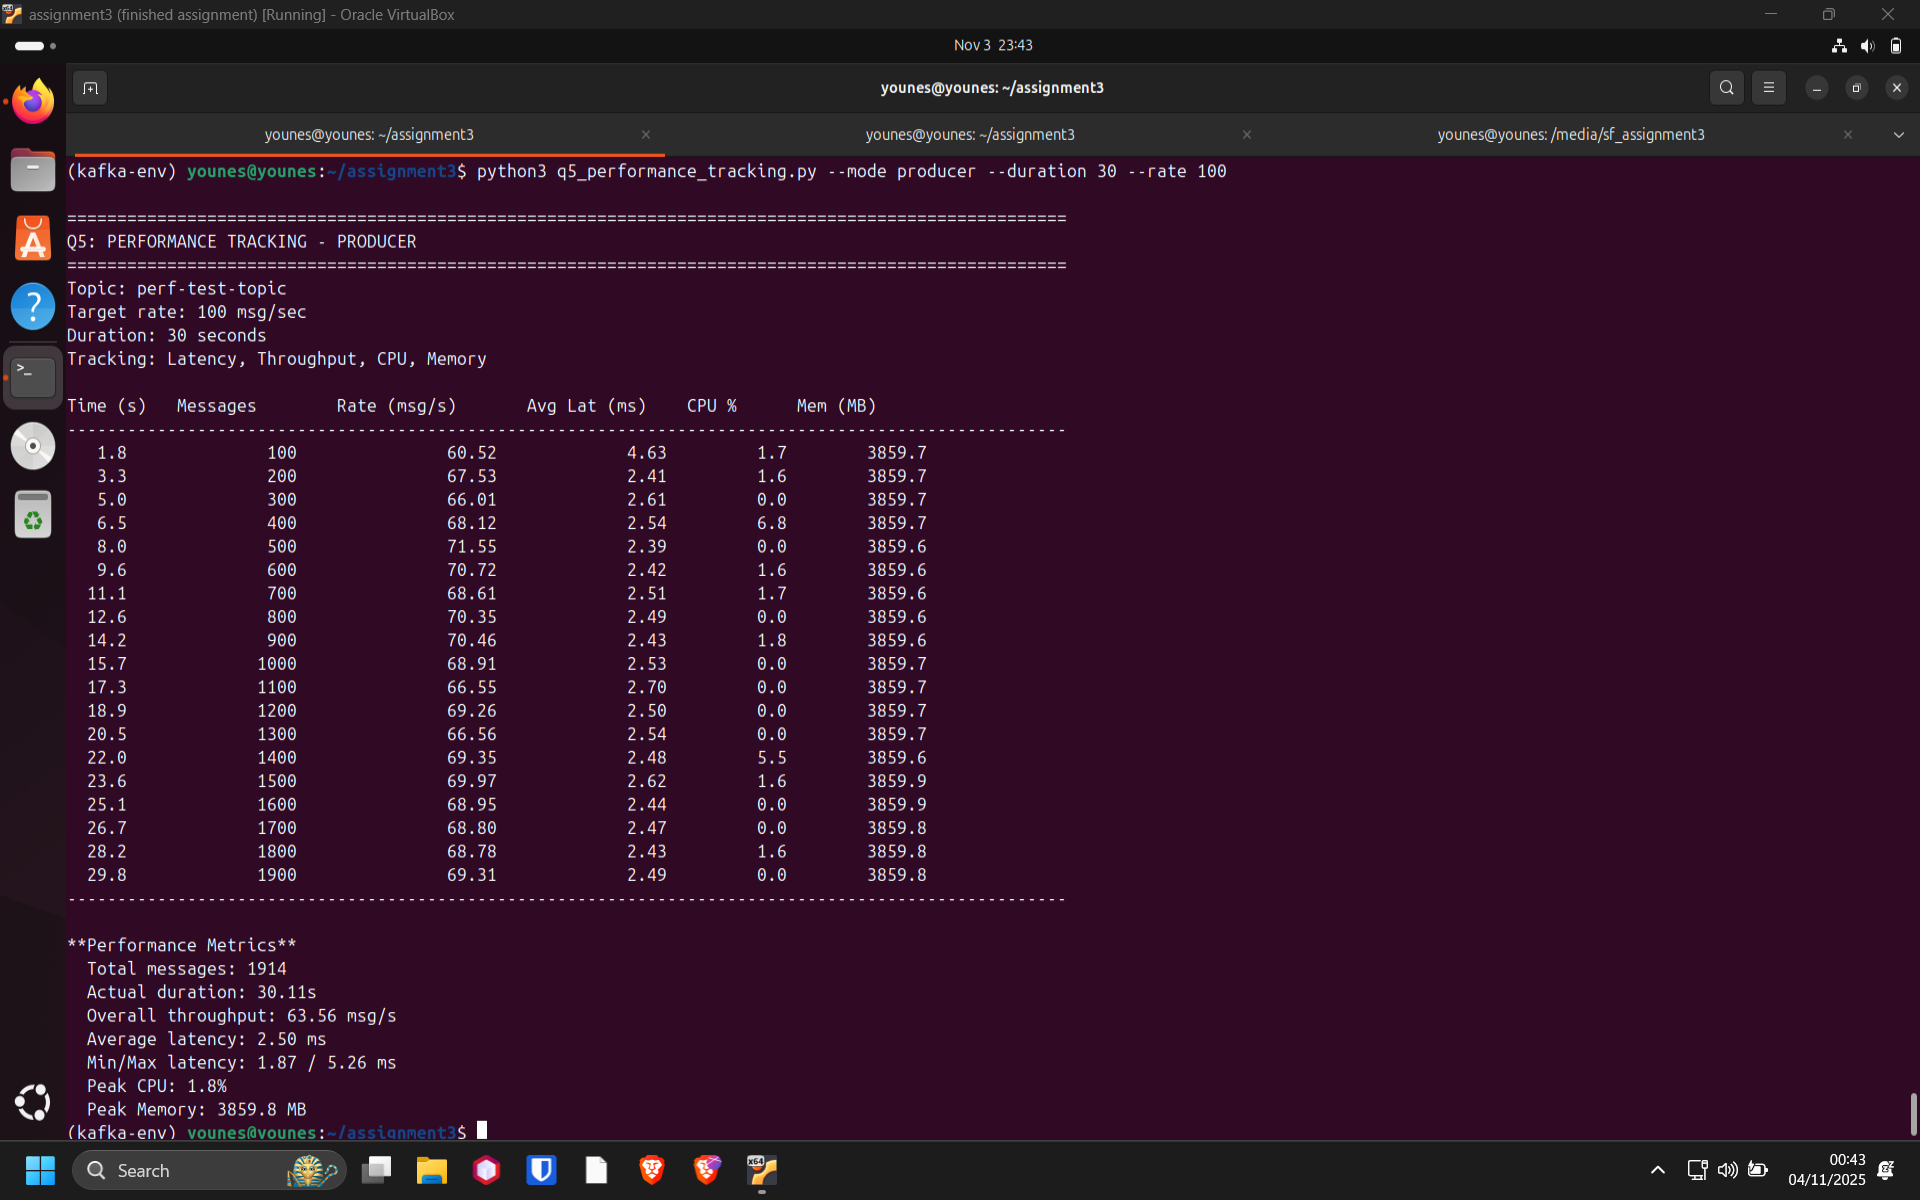 assignment3 (finished assignment) [Running] - Oracle VirtualBox
Nov 3 23:43
younes@younes: ~/assignment3
younes@younes: ~/assignment3 younes@younes: ~/assignment3 younes@younes: /media/sf_assignment3
(kafka-env) younes@younes:~/assignment3$ python3 q5_performance_tracking.py --mode producer --duration 30 --rate 100
====================================================================================================
Q5: PERFORMANCE TRACKING - PRODUCER
====================================================================================================
Topic: perf-test-topic
Target rate: 100 msg/sec
Duration: 30 seconds
Tracking: Latency, Throughput, CPU, Memory
Time (s) Messages Rate (msg/s) Avg Lat (ms) CPU % Mem (MB)
----------------------------------------------------------------------------------------------------
1.8 100 60.52 4.63 1.7 3859.7
3.3 200 67.53 2.41 1.6 3859.7
5.0 300 66.01 2.61 0.0 3859.7
6.5 400 68.12 2.54 6.8 3859.7
8.0 500 71.55 2.39 0.0 3859.6
9.6 600 70.72 2.42 1.6 3859.6
11.1 700 68.61 2.51 1.7 3859.6
12.6 800 70.35 2.49 0.0 3859.6
14.2 900 70.46 2.43 1.8 3859.6
15.7 1000 68.91 2.53 0.0 3859.7
17.3 1100 66.55 2.70 0.0 3859.7
18.9 1200 69.26 2.50 0.0 3859.7
20.5 1300 66.56 2.54 0.0 3859.7
22.0 1400 69.35 2.48 5.5 3859.6
23.6 1500 69.97 2.62 1.6 3859.9
25.1 1600 68.95 2.44 0.0 3859.9
26.7 1700 68.80 2.47 0.0 3859.8
28.2 1800 68.78 2.43 1.6 3859.8
29.8 1900 69.31 2.49 0.0 3859.8
----------------------------------------------------------------------------------------------------
**Performance Metrics**
Total messages: 1914
Actual duration: 30.11s
Overall throughput: 63.56 msg/s
Average latency: 2.50 ms
Min/Max latency: 1.87 / 5.26 ms
Peak CPU: 1.8%
Peak Memory: 3859.8 MB
(kafka-env) younes@younes:~/assignment3$
Search
00:43
04/11/2025